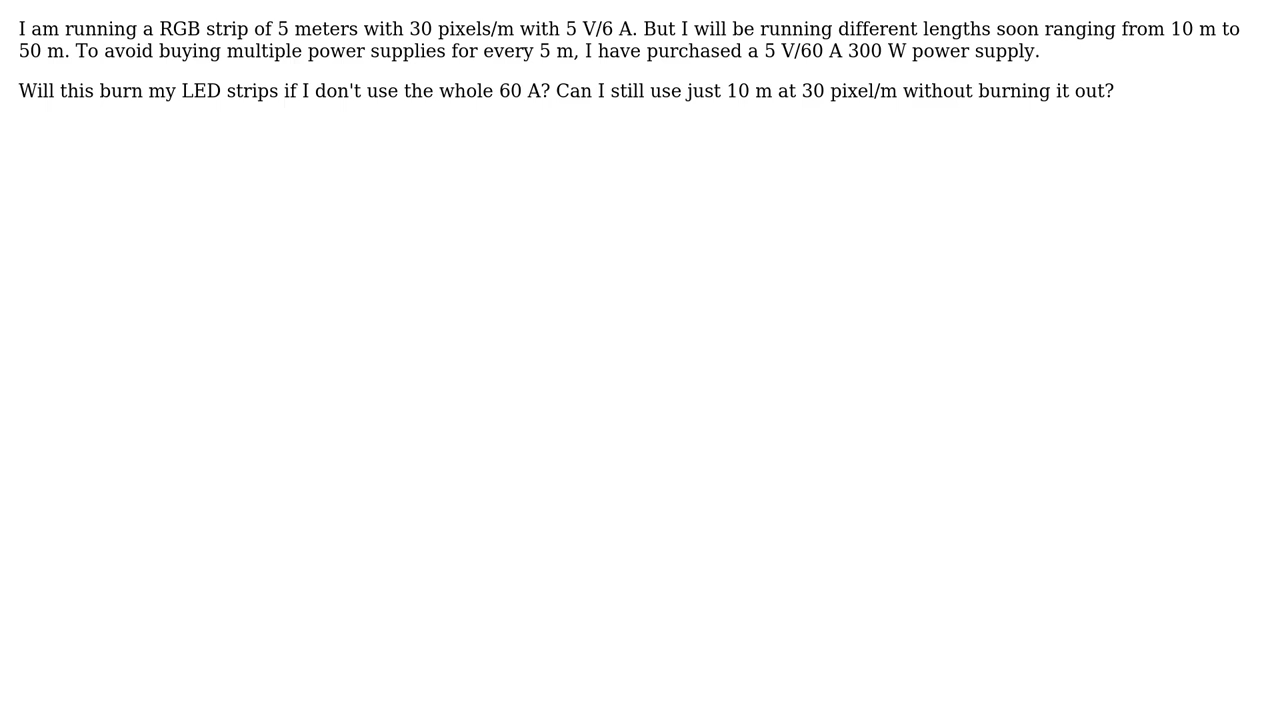 I am running a RGB strip of 5 meters with 30 pixels/m with 5 V/6 A. But I will be running different lengths soon ranging from 10 m to
50 m. To avoid buying multiple power supplies for every 5 m, I have purchased a 5 V/60 A 300 W power supply.
Will this burn my LED strips if I don't use the whole 60 A? Can I still use just 10 m at 30 pixel/m without burning it out?